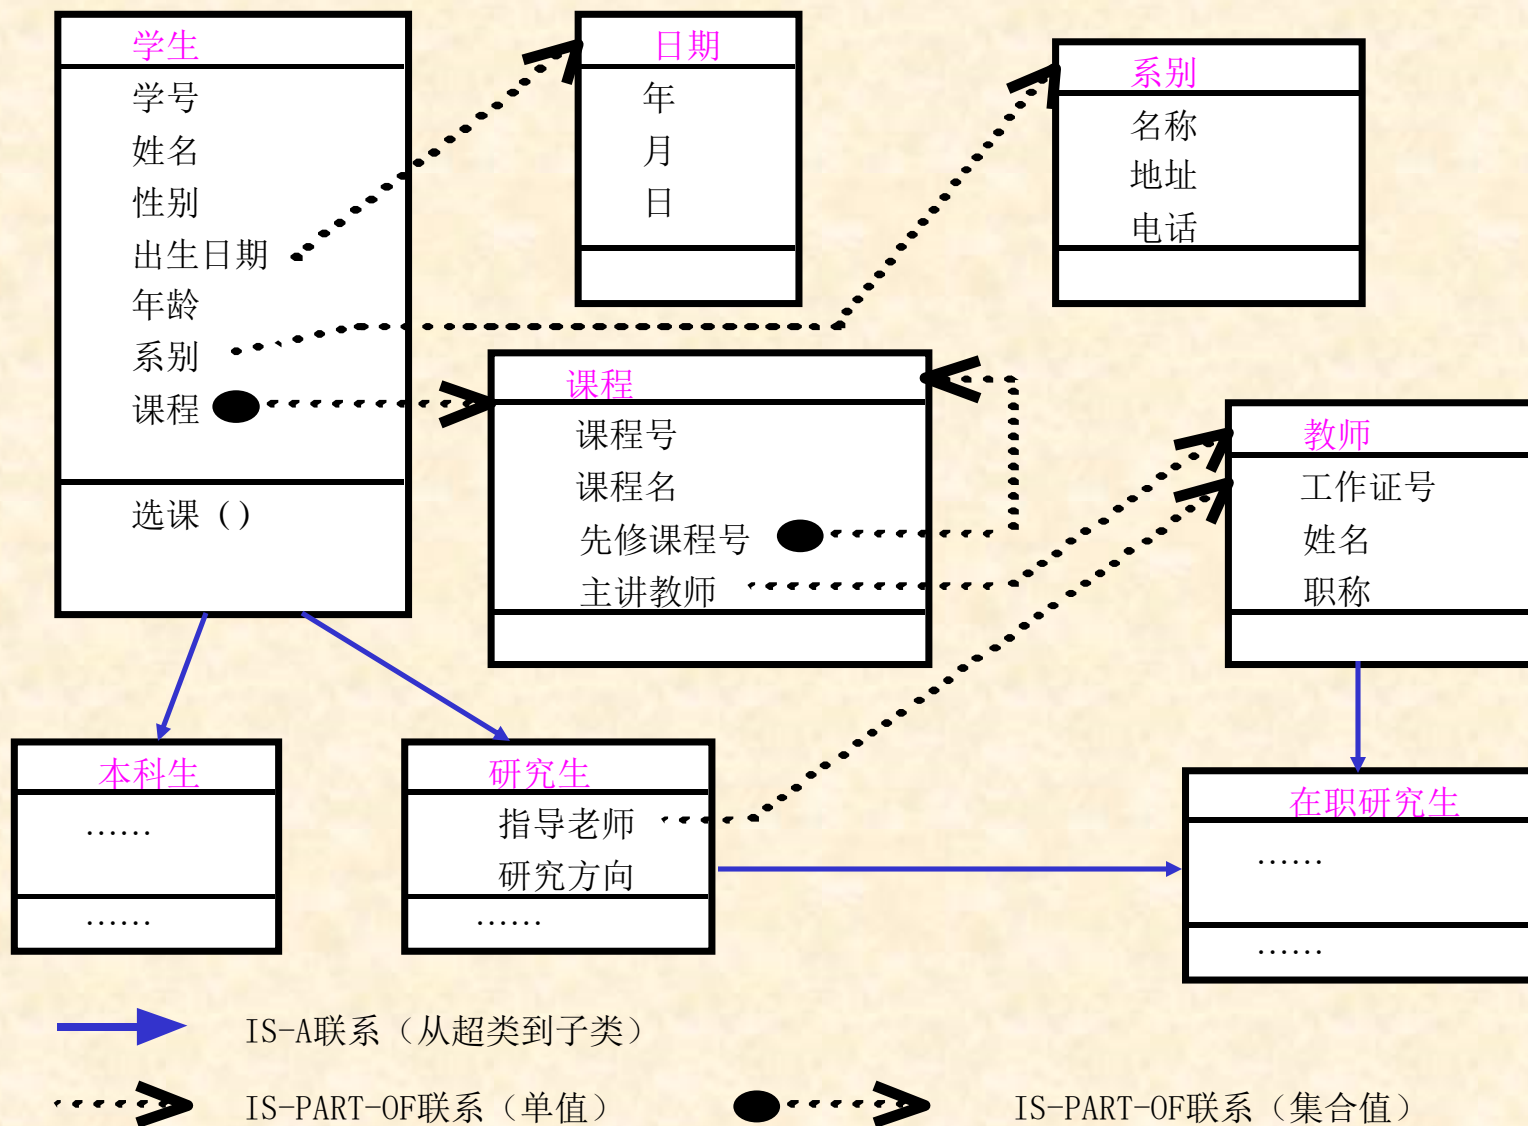 学生
学号
姓名
性别
出生日期
年龄
系别
课程
选课（）
日期
年
月
日
系别
名称
地址
电话
课程
课程号
课程名
先修课程号
主讲教师
教师
工作证号
姓名
职称
本科生
......
......
研究生
指导老师
研究方向
......
在职研究生
......
......
IS-A联系（从超类到子类）
IS-PART-OF联系（单值）
IS-PART-OF联系（集合值）